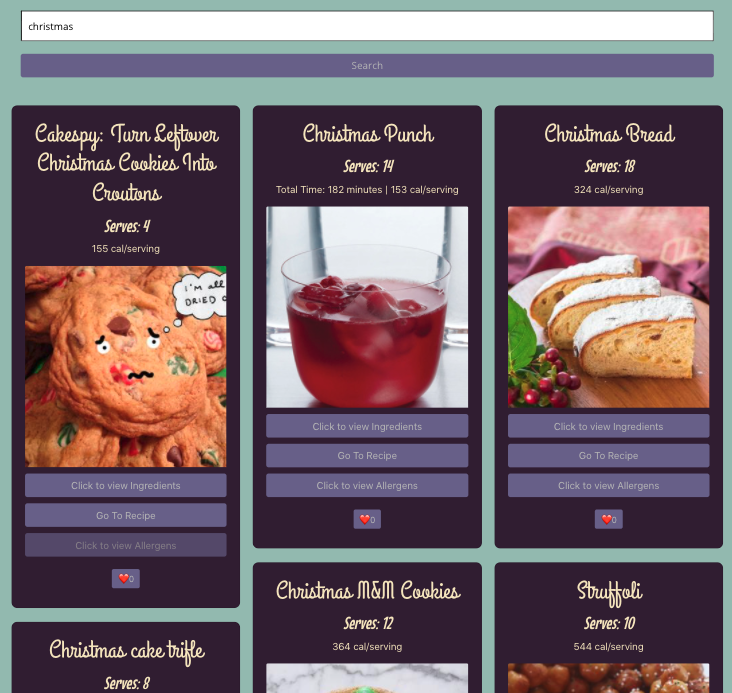 christmas
Search
Cakespy: Turn Leftover
Christmas Cookies Into
Croutons
Serves: 4
155 cal/serving
I'M All
DRIED
Click to view Ingredients
Go To Recipe
Click to view Allergens
❤️0
Christmas cake trifle
Serves: 8
Christmas Punch
Serves: 14
Total Time: 182 minutes | 153 cal/serving
Click to view Ingredients
Go To Recipe
Click to view Allergens
❤️0
Christmas M&M Cookies
Serves: 12
364 cal/serving
Christmas Bread
Serves: 18
324 cal/serving
Click to view Ingredients
Go To Recipe
Click to view Allergens
❤️0
Struffoli
Serves: 10
544 cal/serving